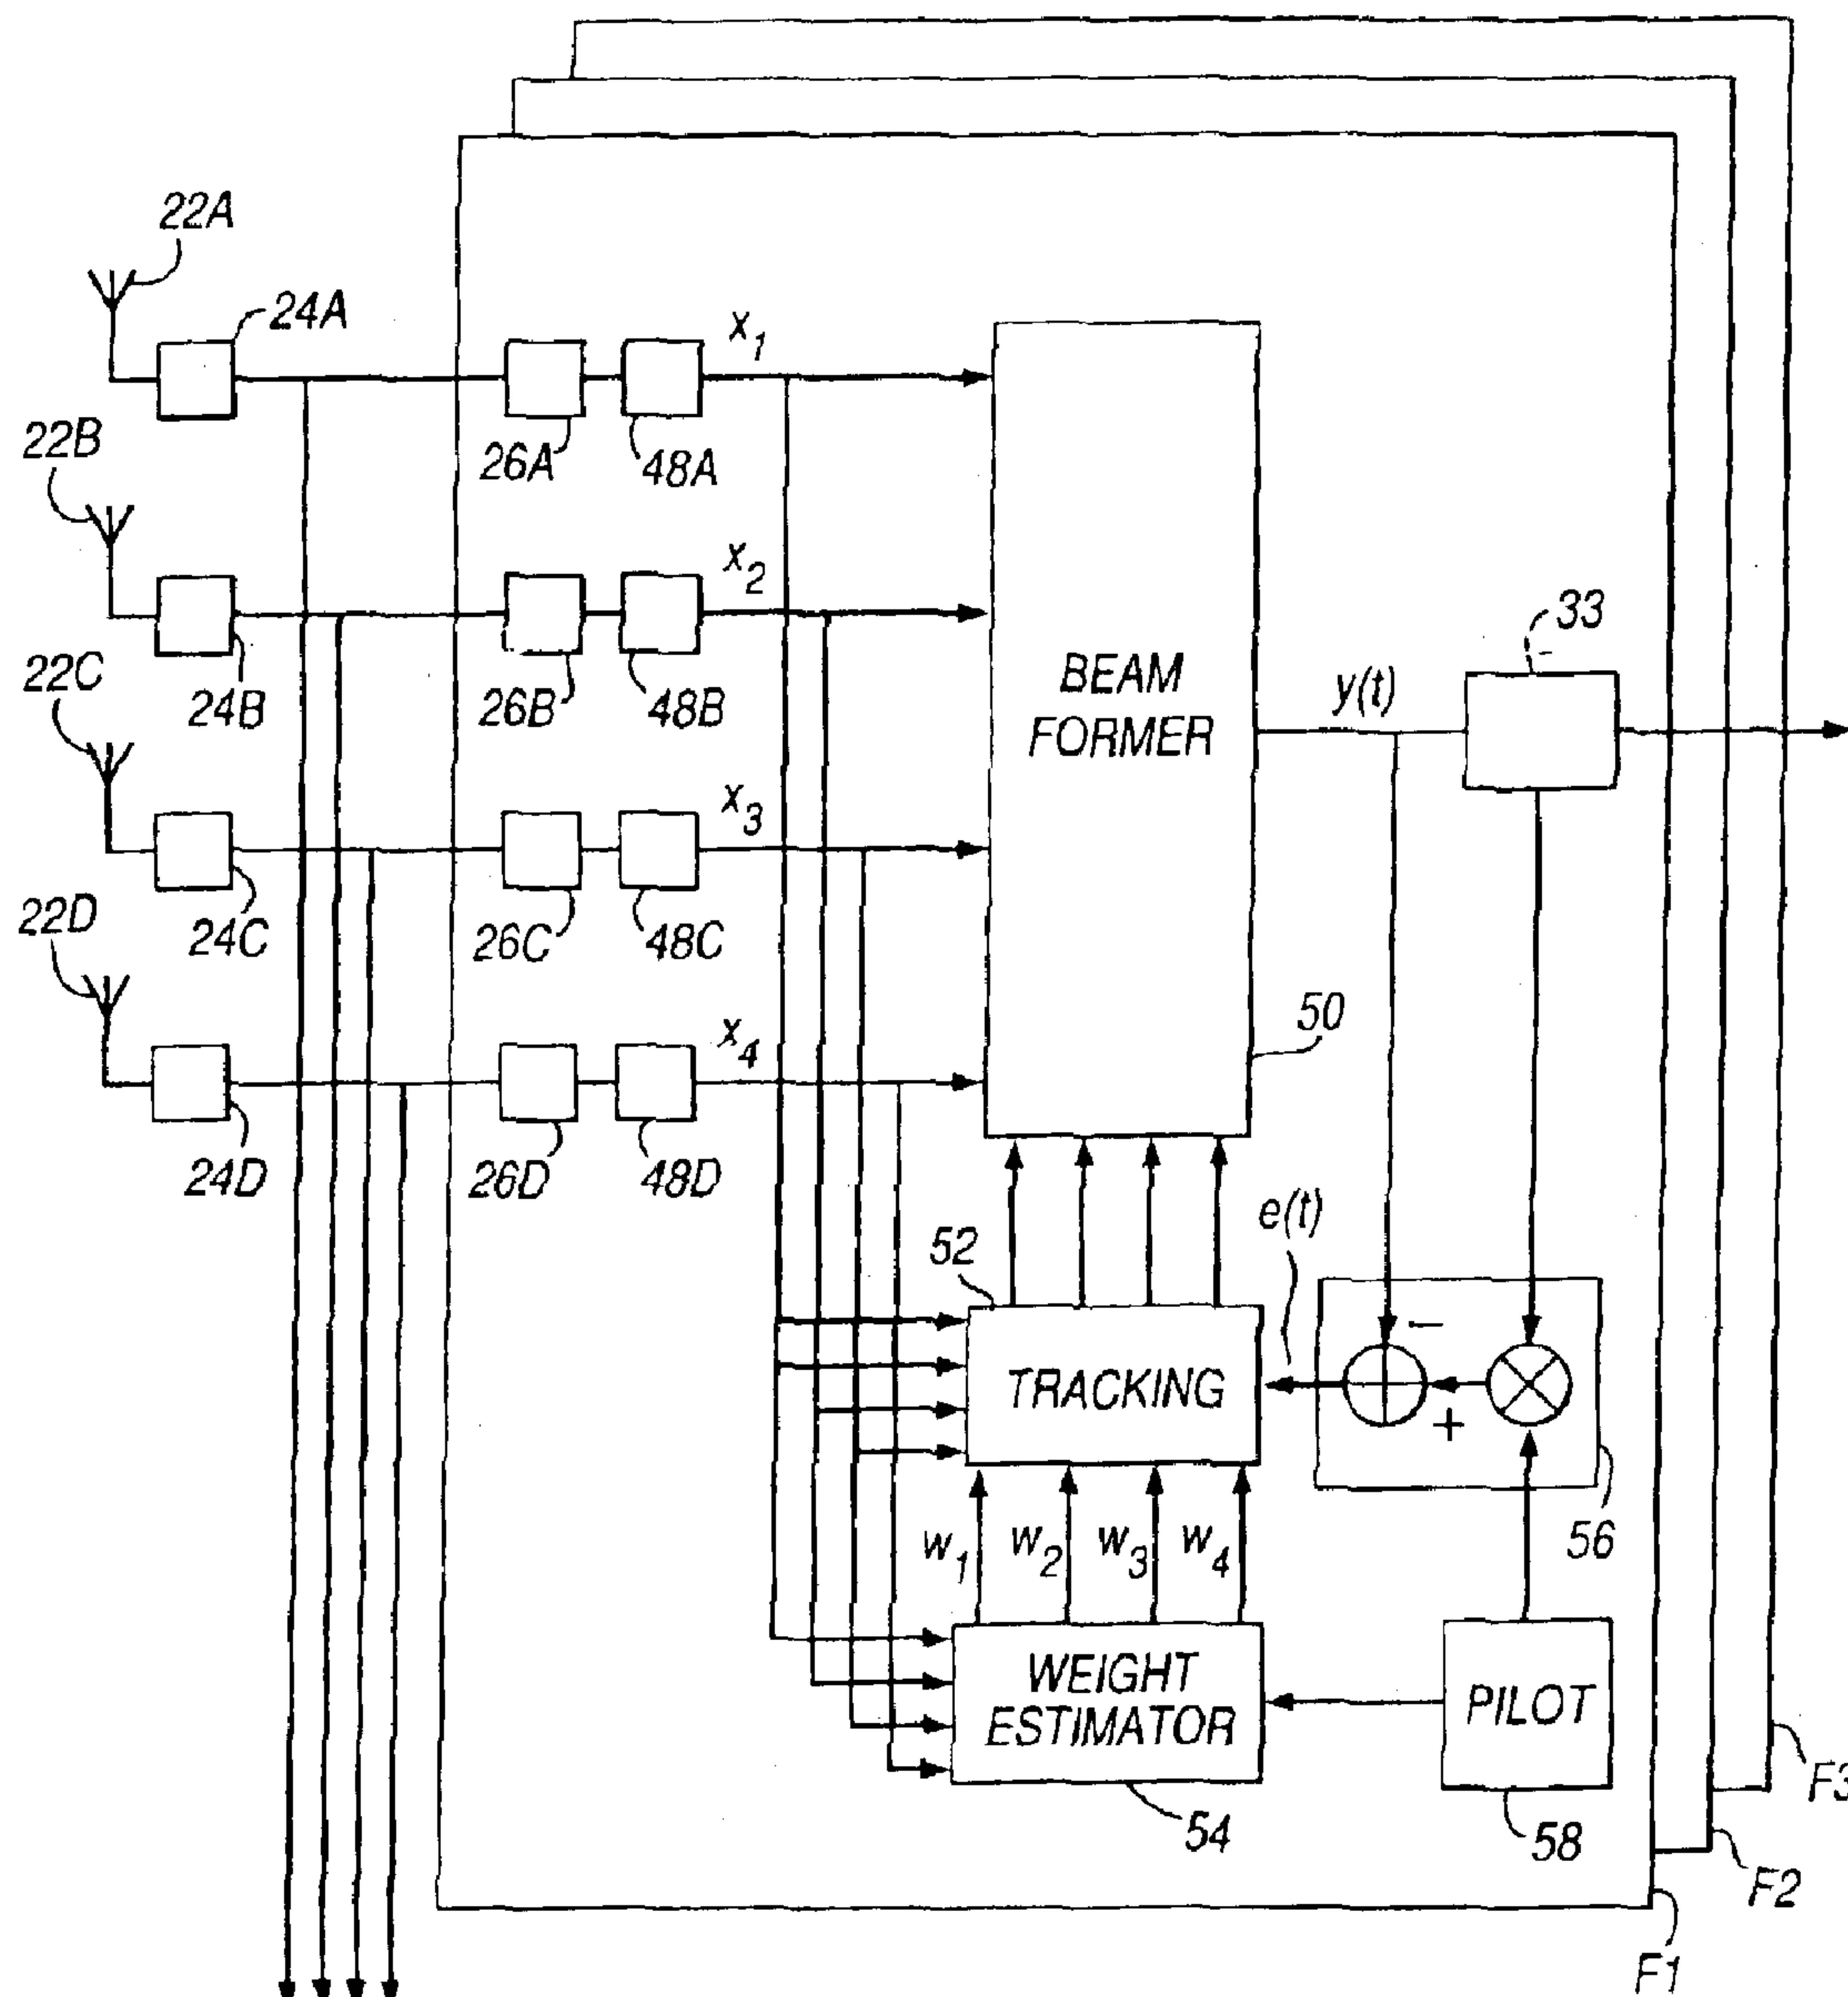 22A
24A
x1
22B
26A
48A
x2
33
22C
24B
26B
48B
BEAM
FORMER
y(t)
x3
22D
24C
26C
48C
50
x4
24D
26D
48D
e(t)
52
−
TRACKING
+
w1
w2
w3
w4
56
WEIGHT
ESTIMATOR
PILOT
54
58
F3
F2
F1